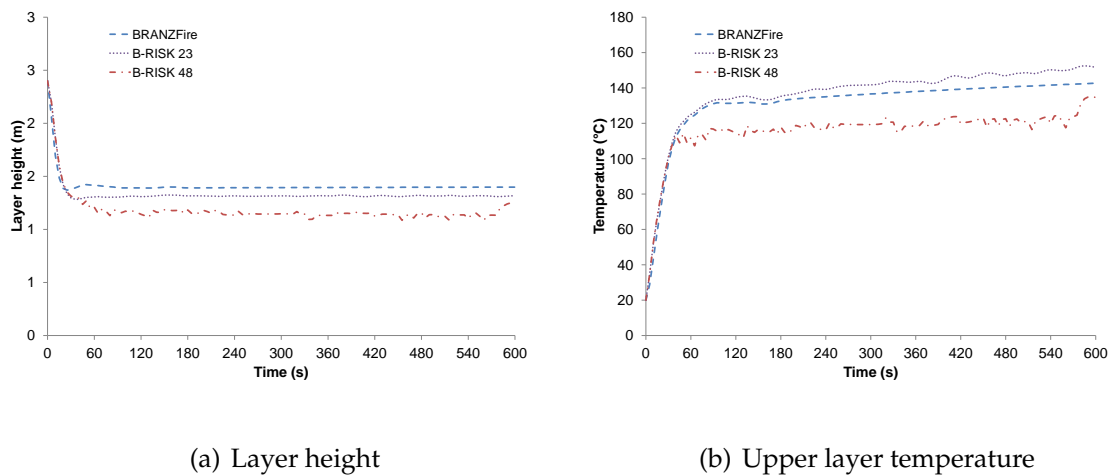 3
3
2
2
1
1
0
Layer height (m)
BRANZFire
B-RISK 23
B-RISK 48
0 60 120 180 240 300 360 420 480 540 600
Time (s)
(a) Layer height
180
160
140
120
100
80
60
40
20
0
Temperature (°C)
BRANZFire
B-RISK 23
B-RISK 48
0 60 120 180 240 300 360 420 480 540 600
Time (s)
(b) Upper layer temperature